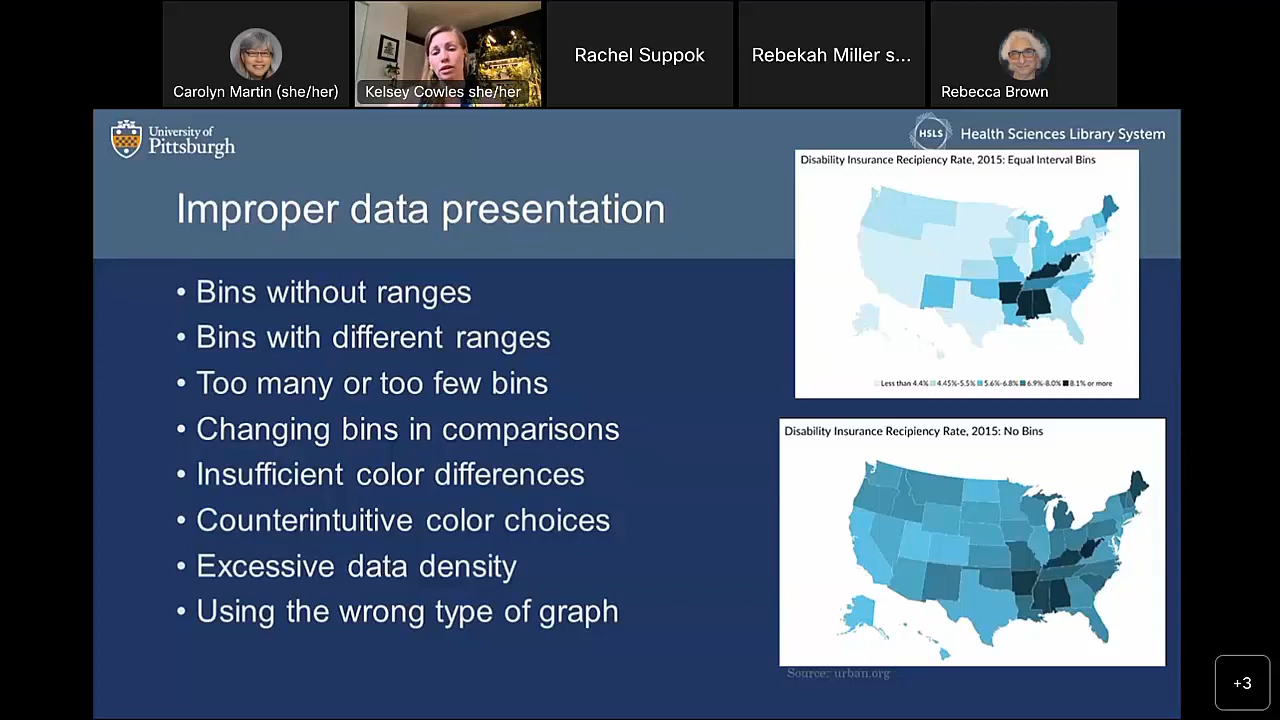 Carolyn Martin (she/her)
Kelsey Cowles she/her
Rachel Suppok
Rebekah Miller s...
Rebecca Brown
University of
Pittsburgh
HSLS
Health Sciences Library System
Improper data presentation
• Bins without ranges
• Bins with different ranges
• Too many or too few bins
• Changing bins in comparisons
• Insufficient color differences
• Counterintuitive color choices
• Excessive data density
• Using the wrong type of graph
Disability Insurance Recipiency Rate, 2015: Equal Interval Bins
Less than 4.4% 4.45%-5.5% 5.6%-6.8% 6.9%-8.0% 8.1% or more
Disability Insurance Recipiency Rate, 2015: No Bins
Source: urban.org
+3